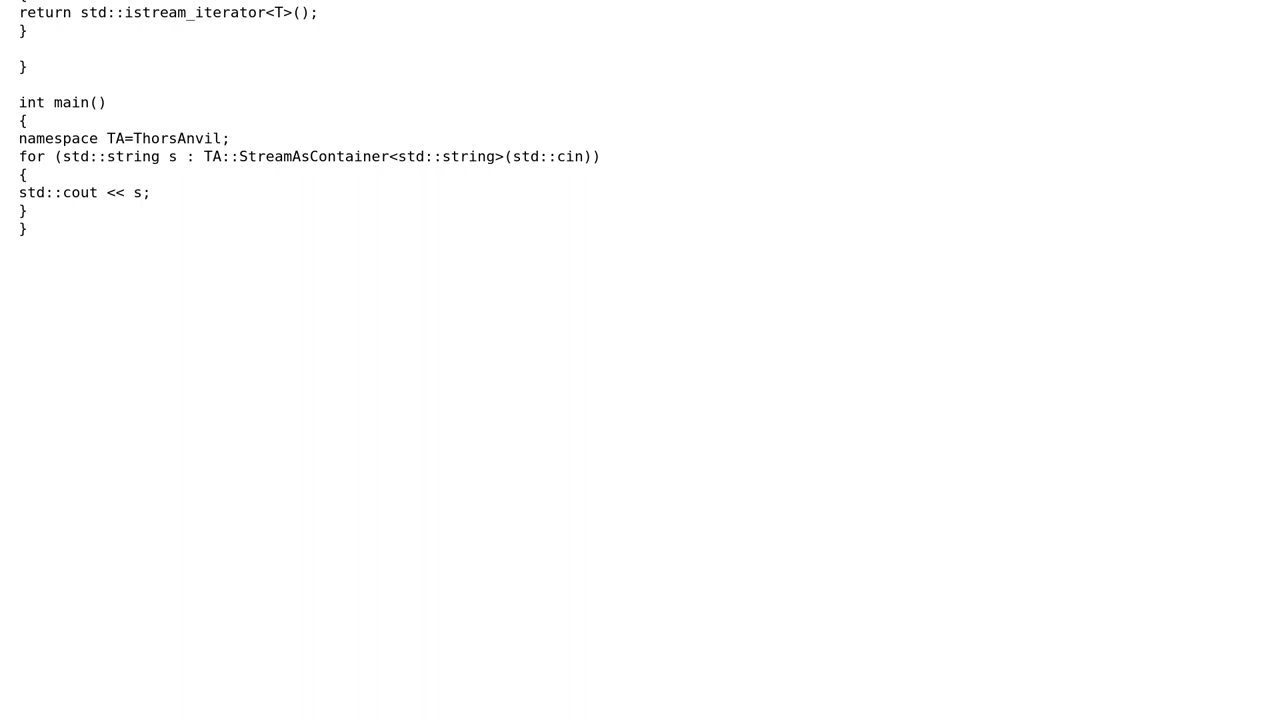 {
return std::istream_iterator<T>();
}
}
int main()
{
namespace TA=ThorsAnvil;
for (std::string s : TA::StreamAsContainer<std::string>(std::cin))
{
std::cout << s;
}
}